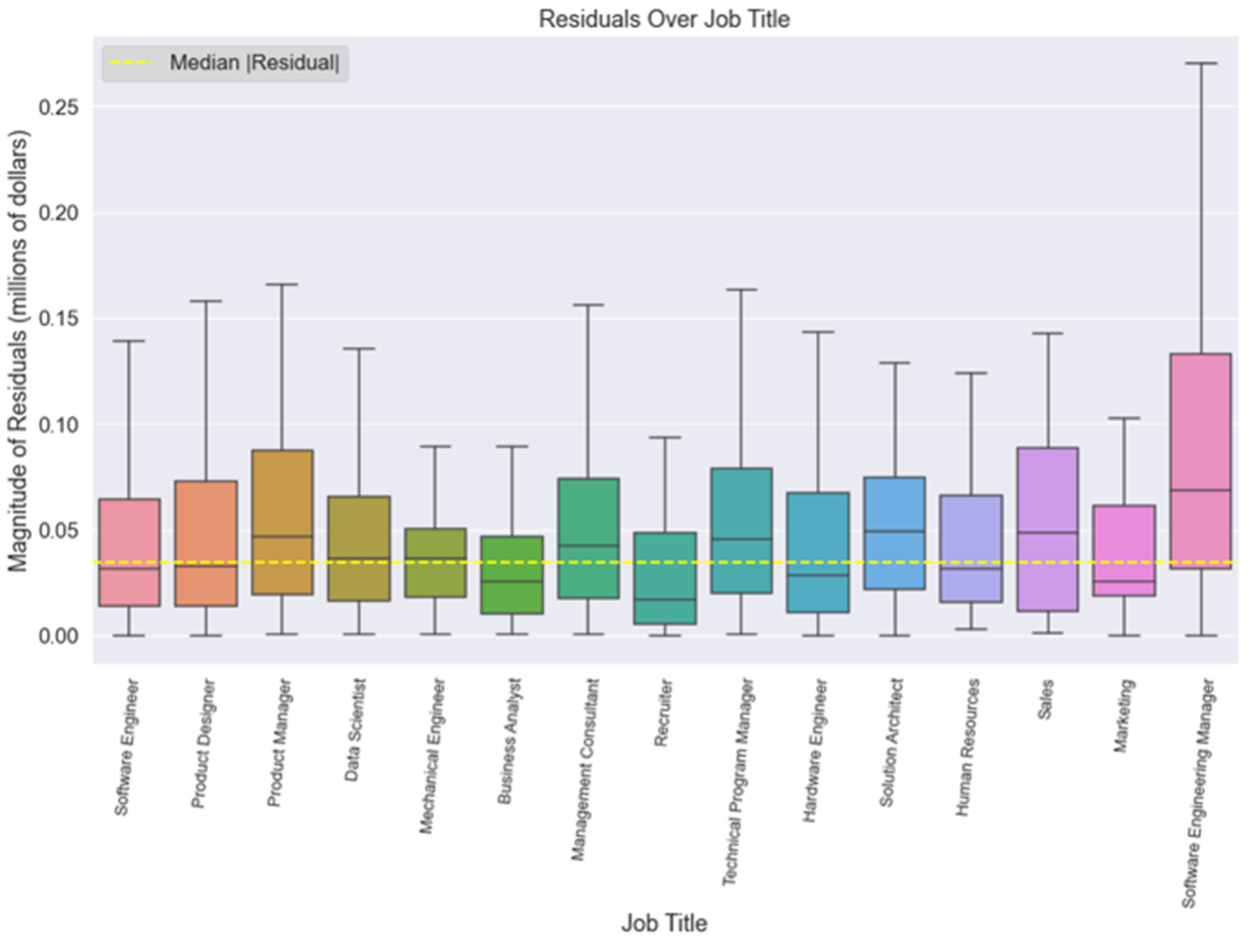 Residuals Over Job Title
Median |Residual|
Magnitude of Residuals (millions of dollars)
0.25
0.20
0.15
0.10
0.05
0.00
Software Engineer
Product Designer
Product Manager
Data Scientist
Mechanical Engineer
Business Analyst
Management Consultant
Recruiter
Technical Program Manager
Hardware Engineer
Solution Architect
Human Resources
Sales
Marketing
Software Engineering Manager
Job Title